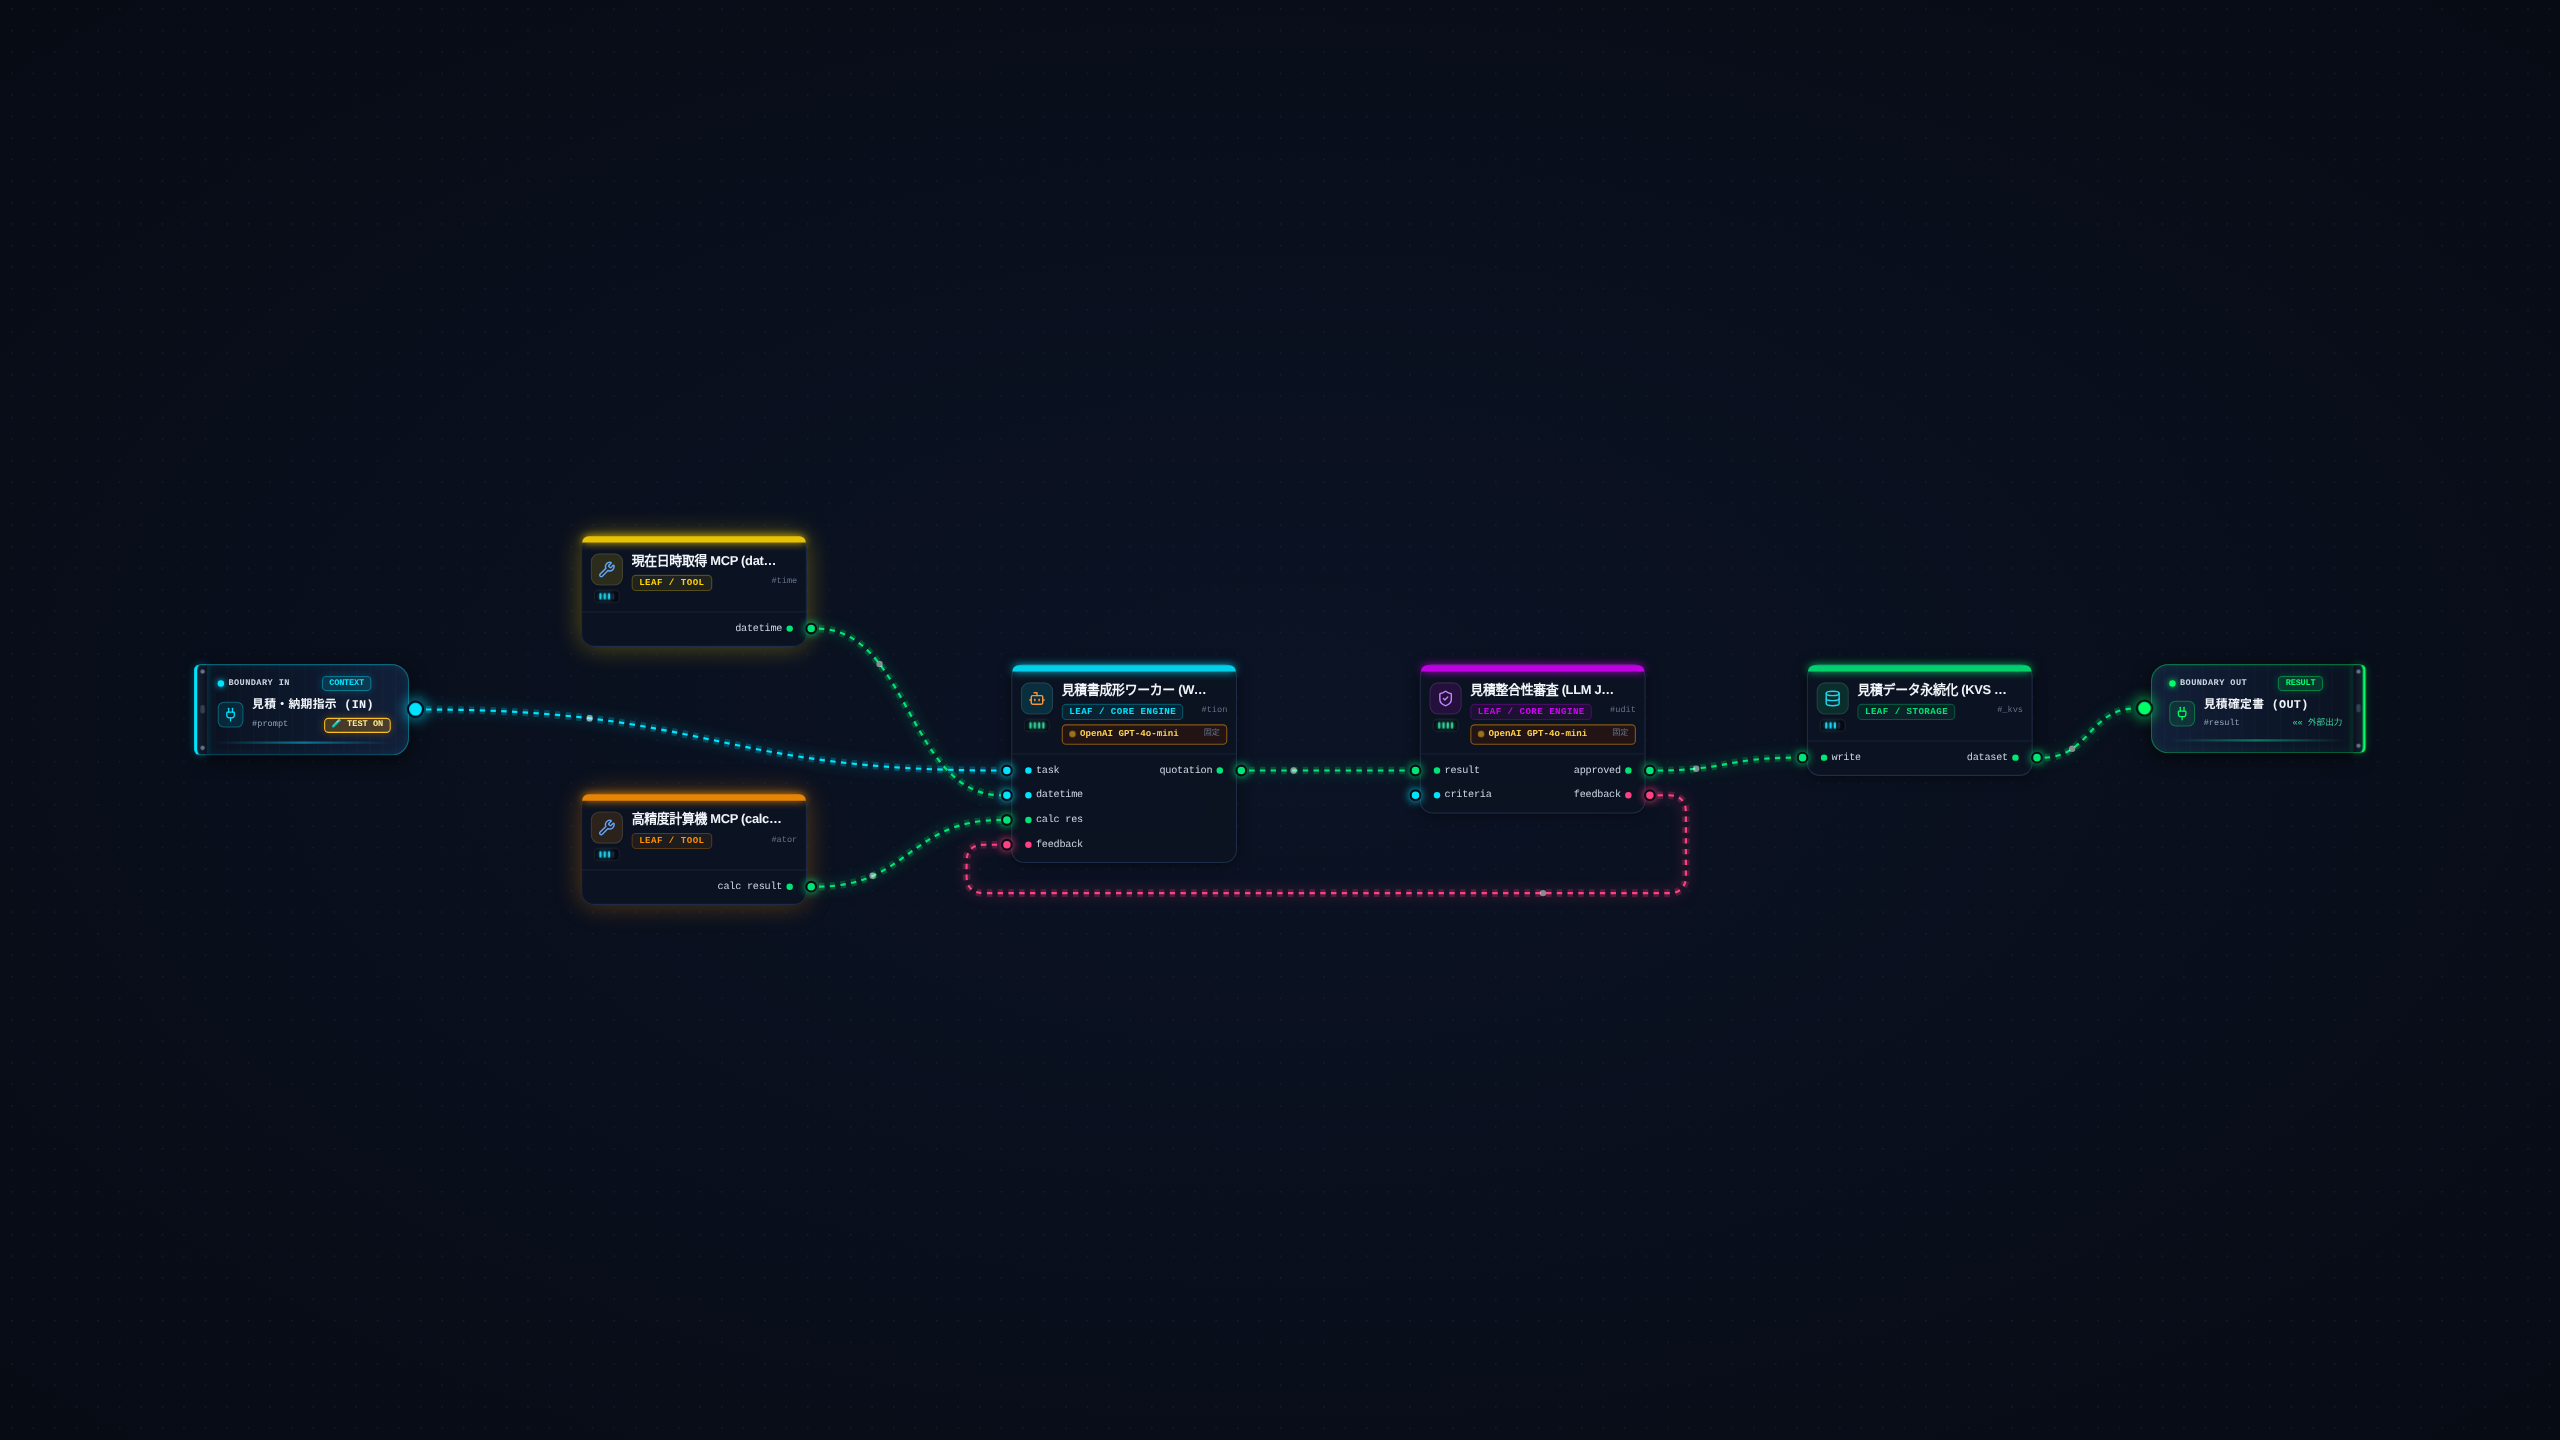 BOUNDARY IN
CONTEXT
見積・納期指示 (IN)
#prompt
TEST ON
現在日時取得 MCP (dat…
LEAF / TOOL
#time
datetime
高精度計算機 MCP (calc…
LEAF / TOOL
#ator
calc result
見積書成形ワーカー (W…
LEAF / CORE ENGINE
#tion
OpenAI GPT-4o-mini
固定
task
quotation
datetime
calc res
feedback
見積整合性審査 (LLM J…
LEAF / CORE ENGINE
#udit
OpenAI GPT-4o-mini
固定
result
approved
criteria
feedback
見積データ永続化 (KVS …
LEAF / STORAGE
#_kvs
write
dataset
BOUNDARY OUT
RESULT
見積確定書 (OUT)
#result
«« 外部出力